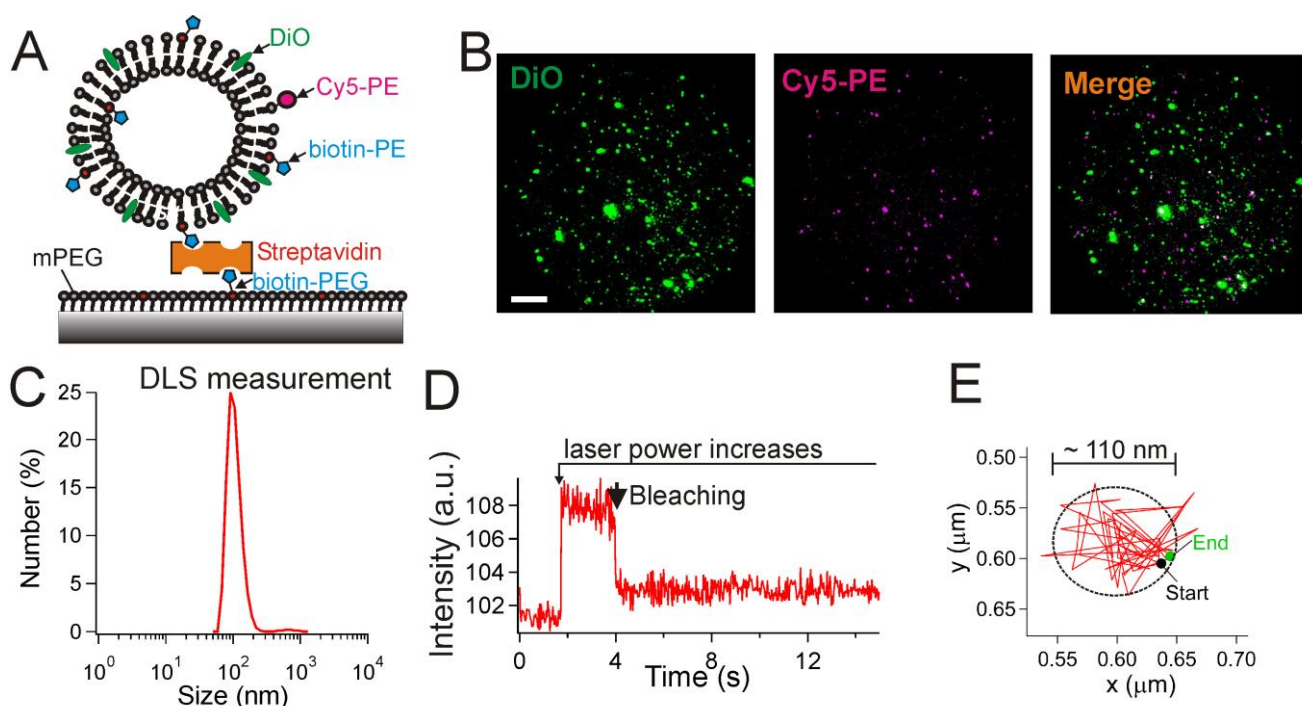 A
DiO
Cy5-PE
biotin-PE
Streptavidin
mPEG
biotin-PEG
B
DiO
Cy5-PE
Merge
C
DLS measurement
25
20
15
10
5
0
Number (%)
10^0 10^1 10^2 10^3 10^4
Size (nm)
D
laser power increases
Bleaching
108
106
104
102
Intensity (a.u.)
0 4 8 12
Time (s)
E
~ 110 nm
0.50
0.55
0.60
0.65
y (μm)
End
Start
0.55 0.60 0.65 0.70
x (μm)